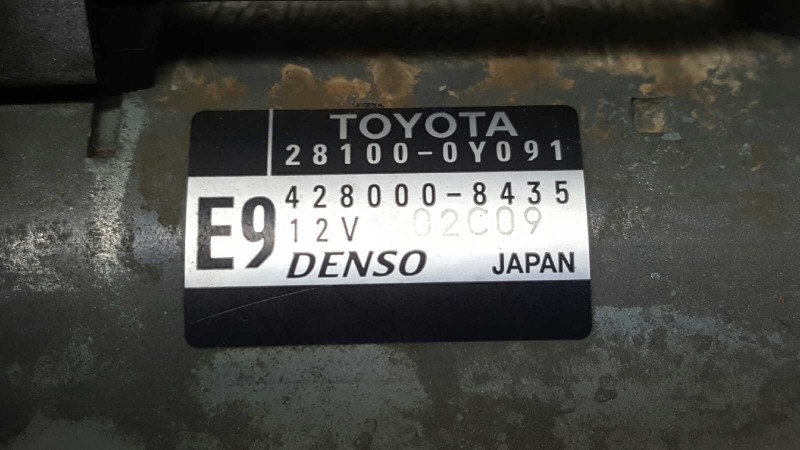 TOYOTA
28100-0Y091
E9
428000-8435
12V 02C09
DENSO JAPAN